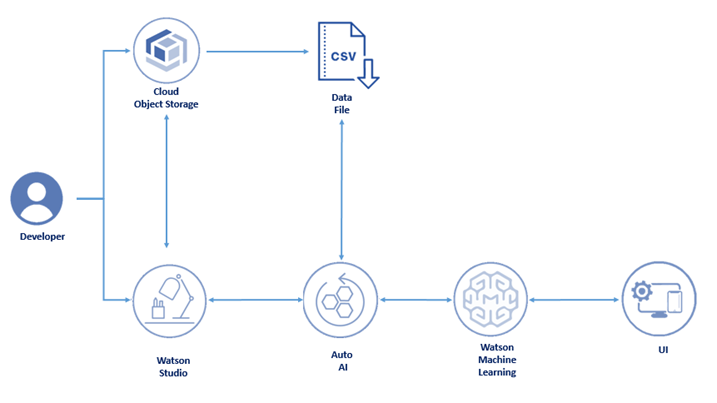 CSV
Cloud
Object Storage
Data
File
Developer
Watson
Studio
Auto
AI
Watson
Machine
Learning
UI